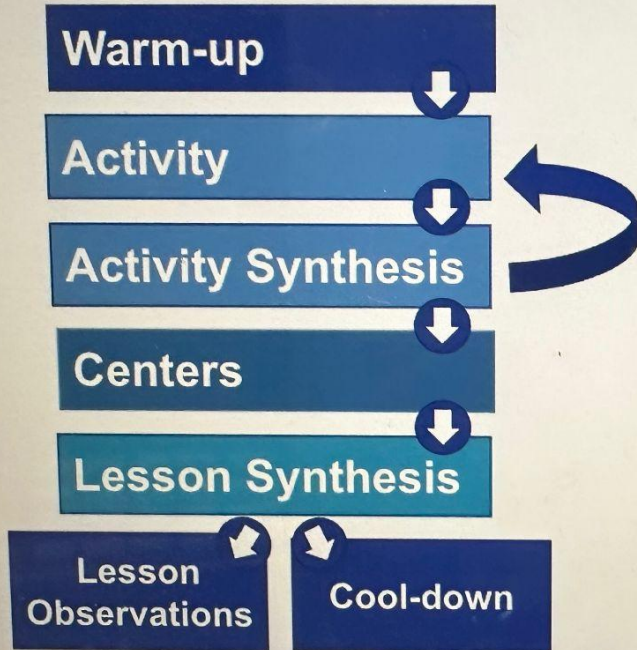 Warm-up
Activity
Activity Synthesis
Centers
Lesson Synthesis
Lesson
Observations
Cool-down